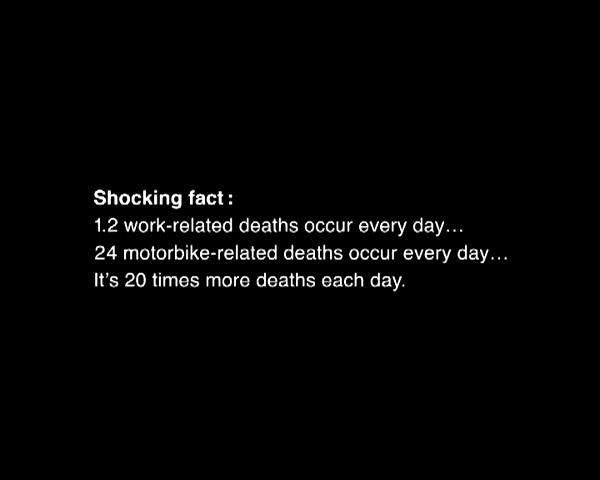 Shocking fact :
1.2 work-related deaths occur every day...
24 motorbike-related deaths occur every day...
It's 20 times more deaths each day.